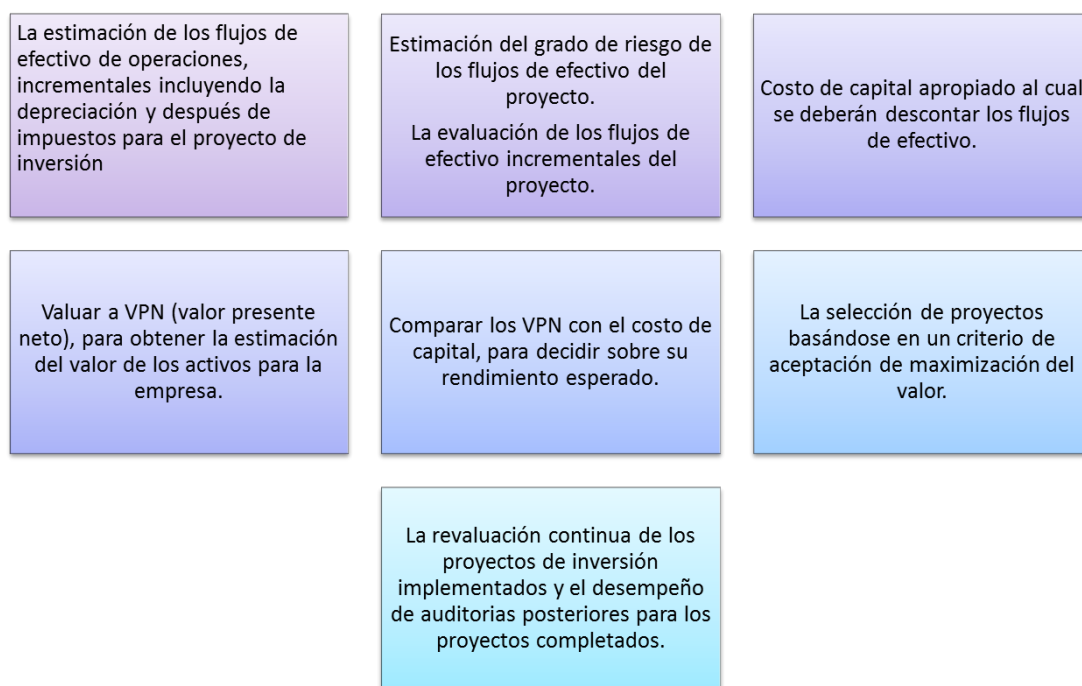 La estimación de los flujos de
efectivo de operaciones,
incrementales incluyendo la
depreciación y después de
impuestos para el proyecto de
inversión
Estimación del grado de riesgo de
los flujos de efectivo del
proyecto.
La evaluación de los flujos de
efectivo incrementales del
proyecto.
Costo de capital apropiado al cual
se deberán descontar los flujos
de efectivo.
Valuar a VPN (valor presente
neto), para obtener la estimación
del valor de los activos para la
empresa.
Comparar los VPN con el costo de
capital, para decidir sobre su
rendimiento esperado.
La selección de proyectos
basándose en un criterio de
aceptación de maximización del
valor.
La revaluación continua de los
proyectos de inversión
implementados y el desempeño
de auditorias posteriores para los
proyectos completados.